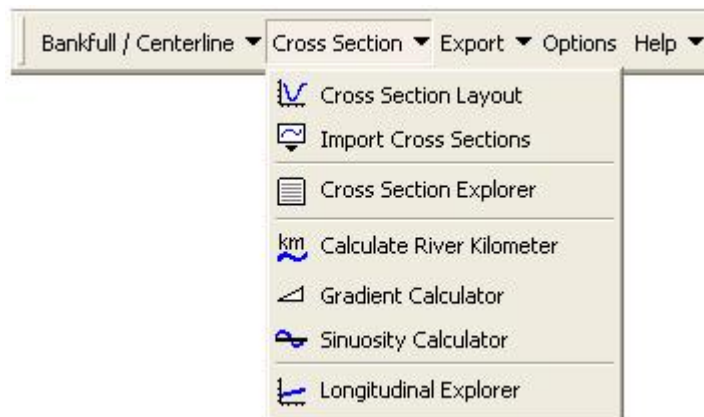 Bankfull / Centerline Cross Section Export Options Help
Cross Section Layout
Import Cross Sections
Cross Section Explorer
km Calculate River Kilometer
Gradient Calculator
Sinuosity Calculator
Longitudinal Explorer